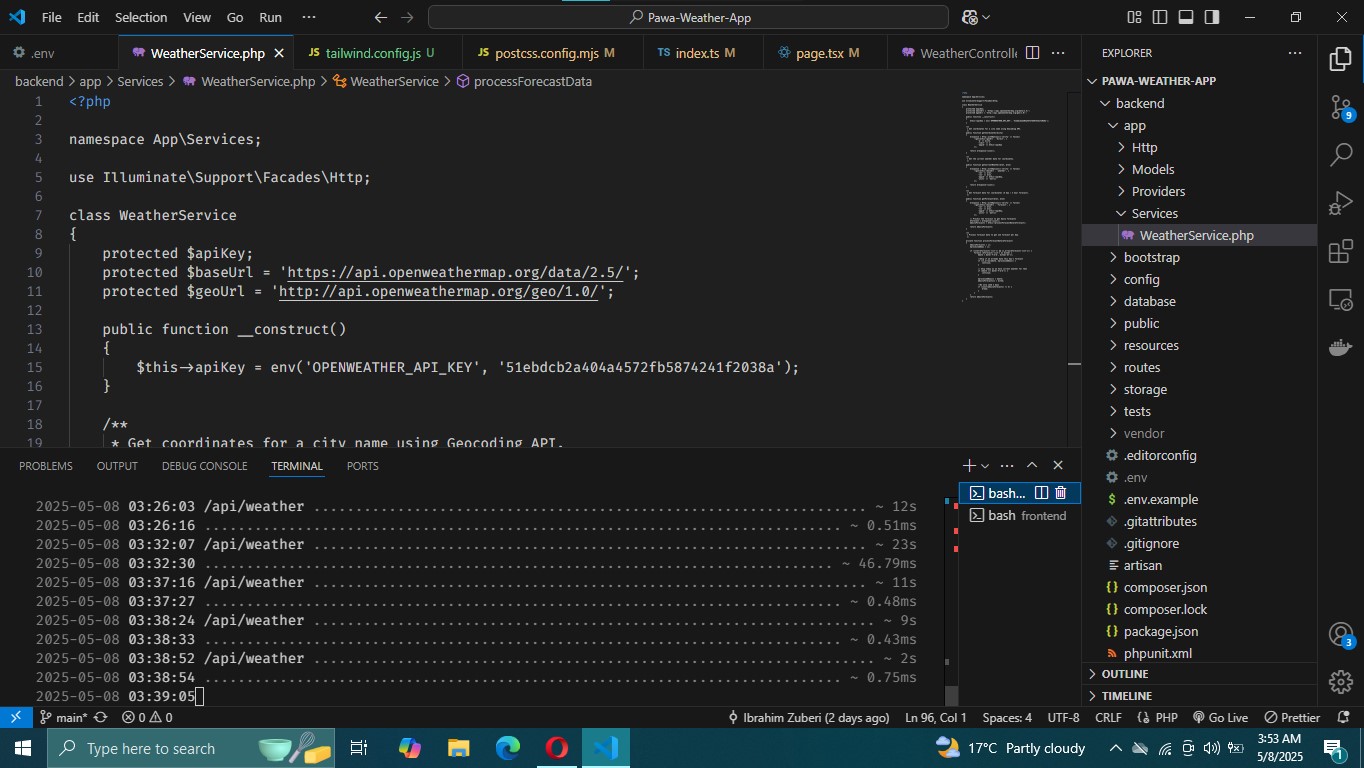 File Edit Selection View Go Run ··· Pawa-Weather-App
.env WeatherService.php JS tailwind.config.js U JS postcss.config.mjs M TS index.ts M page.tsx M WeatherControlle ···
backend > app > Services > WeatherService.php > WeatherService > processForecastData
1 <?php
2
3 namespace App\Services;
4
5 use Illuminate\Support\Facades\Http;
6
7 class WeatherService
8 {
9 protected $apiKey;
10 protected $baseUrl = 'https://api.openweathermap.org/data/2.5/';
11 protected $geoUrl = 'http://api.openweathermap.org/geo/1.0/';
12
13 public function __construct()
14 {
15 $this->apiKey = env('OPENWEATHER_API_KEY', '51ebdcb2a404a4572fb5874241f2038a');
16 }
17
18 /**
19 * Get coordinates for a city name using Geocoding API.
PROBLEMS OUTPUT DEBUG CONSOLE TERMINAL PORTS
2025-05-08 03:26:03 /api/weather ~ 12s
2025-05-08 03:26:16 ~ 0.51ms
2025-05-08 03:32:07 /api/weather ~ 23s
2025-05-08 03:32:30 ~ 46.79ms
2025-05-08 03:37:16 /api/weather ~ 11s
2025-05-08 03:37:27 ~ 0.48ms
2025-05-08 03:38:24 /api/weather ~ 9s
2025-05-08 03:38:33 ~ 0.43ms
2025-05-08 03:38:52 /api/weather ~ 2s
2025-05-08 03:38:54 ~ 0.75ms
2025-05-08 03:39:05
bash...
bash frontend
EXPLORER ···
PAWA-WEATHER-APP
backend
app
Http
Models
Providers
Services
WeatherService.php
bootstrap
config
database
public
resources
routes
storage
tests
vendor
.editorconfig
.env
$ .env.example
.gitattributes
.gitignore
artisan
{} composer.json
{} composer.lock
{} package.json
phpunit.xml
OUTLINE
TIMELINE
9
3
main* 0 0 Ibrahim Zuberi (2 days ago) Ln 96, Col 1 Spaces: 4 UTF-8 CRLF PHP Go Live Prettier
Type here to search 17°C Partly cloudy 3:53 AM
5/8/2025
1